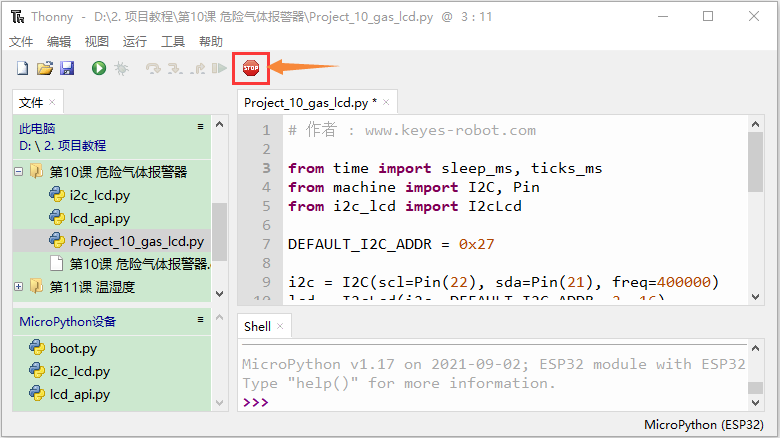 Thonny - D:\2. 项目教程\第10课 危险气体报警器\Project_10_gas_lcd.py @ 3 : 11
文件 编辑 视图 运行 工具 帮助
STOP
文件
此电脑
D: \ 2. 项目教程
第10课 危险气体报警器
i2c_lcd.py
lcd_api.py
Project_10_gas_lcd.py
第10课 危险气体报警器.
第11课 温湿度
MicroPython设备
boot.py
i2c_lcd.py
lcd_api.py
Project_10_gas_lcd.py *
1 # 作者 : www.keyes-robot.com
2
3 from time import sleep_ms, ticks_ms
4 from machine import I2C, Pin
5 from i2c_lcd import I2cLcd
6
7 DEFAULT_I2C_ADDR = 0x27
8
9 i2c = I2C(scl=Pin(22), sda=Pin(21), freq=400000)
10 lcd = I2cLcd(i2c, DEFAULT_I2C_ADDR, 2, 16)
Shell
MicroPython v1.17 on 2021-09-02; ESP32 module with ESP32
Type "help()" for more information.
>>>
MicroPython (ESP32)